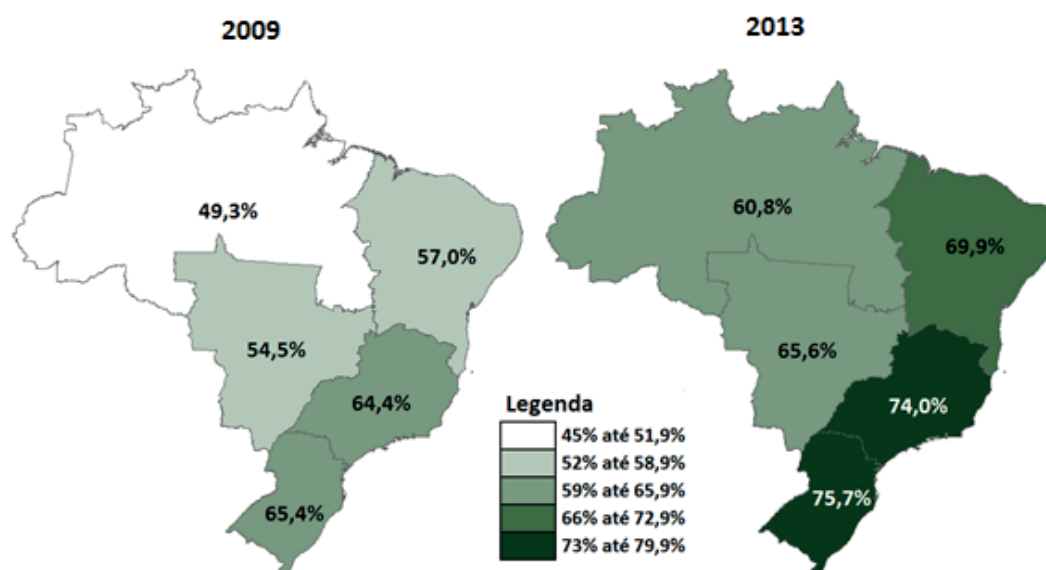 2009
2013
49,3%
57,0%
54,5%
64,4%
65,4%
60,8%
69,9%
65,6%
74,0%
75,7%
Legenda
45% até 51,9%
52% até 58,9%
59% até 65,9%
66% até 72,9%
73% até 79,9%